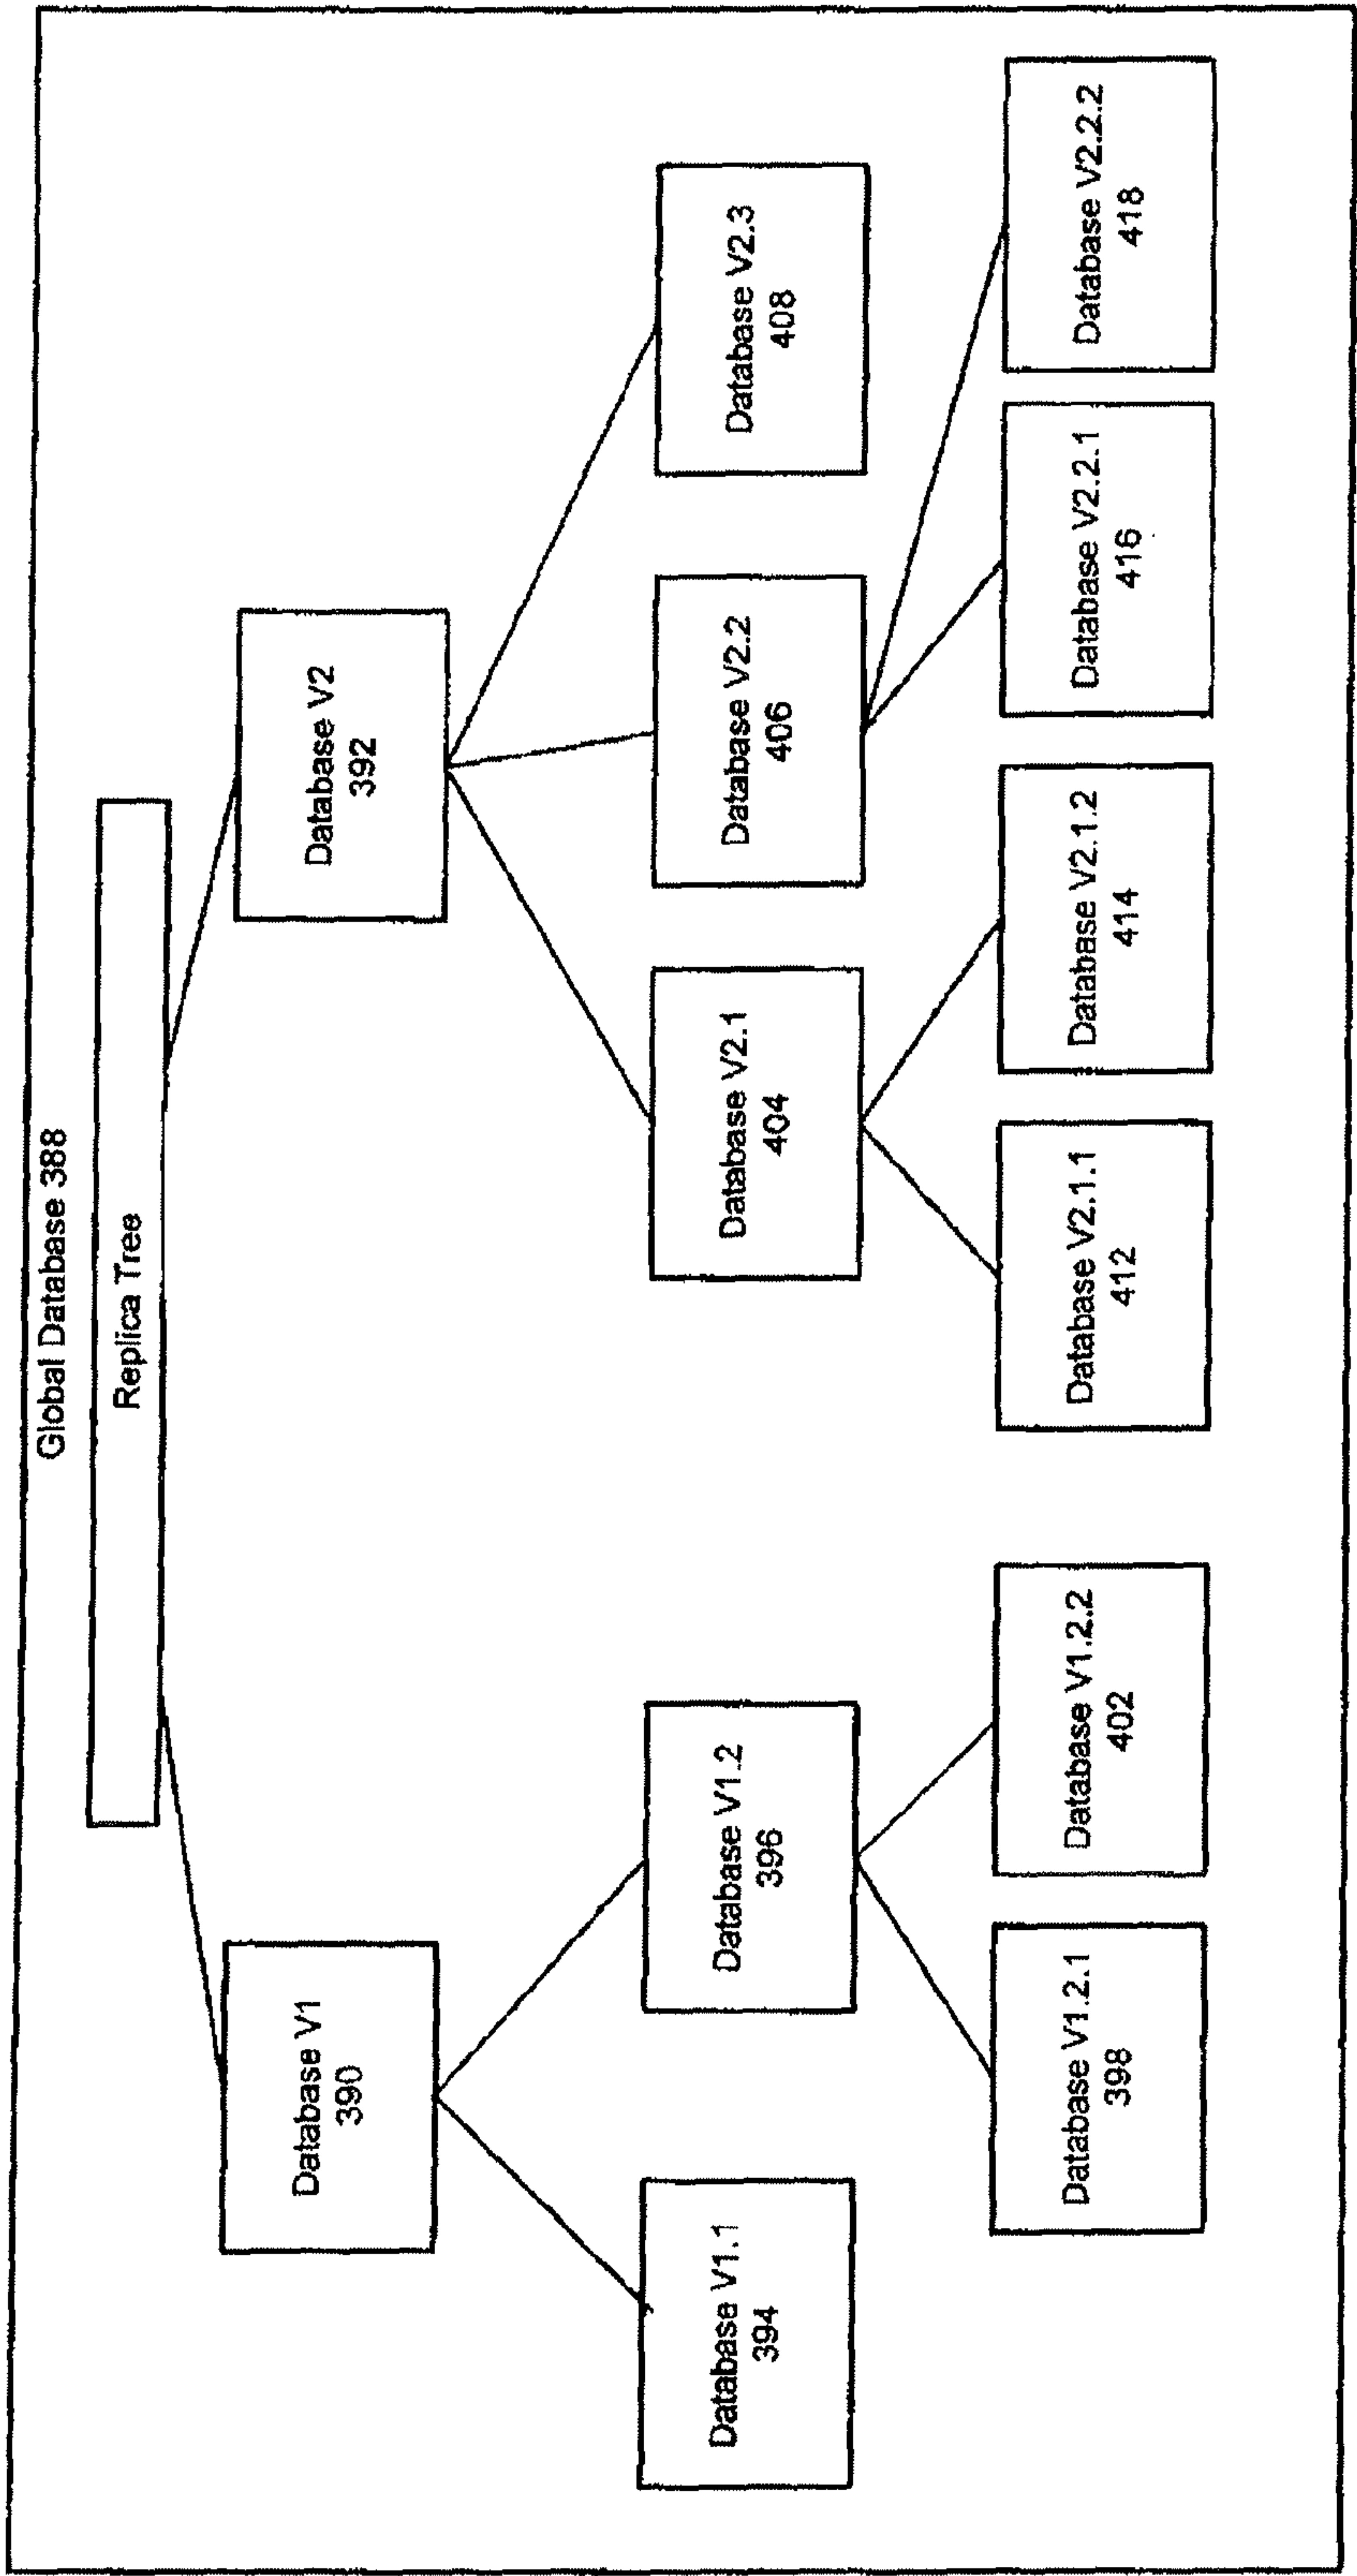 Global Database 388
Replica Tree
Database V1
390
Database V2
392
Database V1.1
394
Database V1.2
396
Database V2.1
404
Database V2.2
406
Database V2.3
408
Database V1.2.1
398
Database V1.2.2
402
Database V2.1.1
412
Database V2.1.2
414
Database V2.2.1
416
Database V2.2.2
418